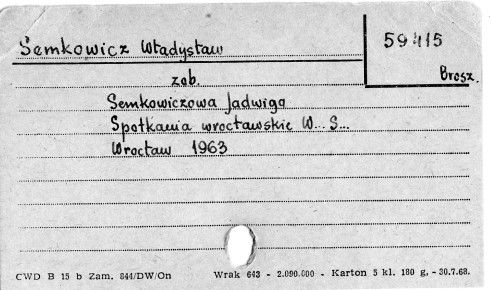 Semkowicz Władysław
59415
Brosz.
zob.
Semkowiczowa Jadwiga
Spotkania wrocławskie W... S...
Wrocław 1963
CWD B 15 b Zam. 844/DW/On Wrak 643 - 2.090.000 - Karton 5 kl. 180 g, - 30.7.68.